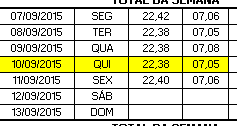 TOTAL DA SEMANA
07/09/2015 SEG 22,42 07,06
08/09/2015 TER 22,38 07,05
09/09/2015 QUA 22,38 07,08
10/09/2015 QUI 22,38 07,05
11/09/2015 SEX 22,40 07,06
12/09/2015 SÁB
13/09/2015 DOM
TOTAL DA SEMANA